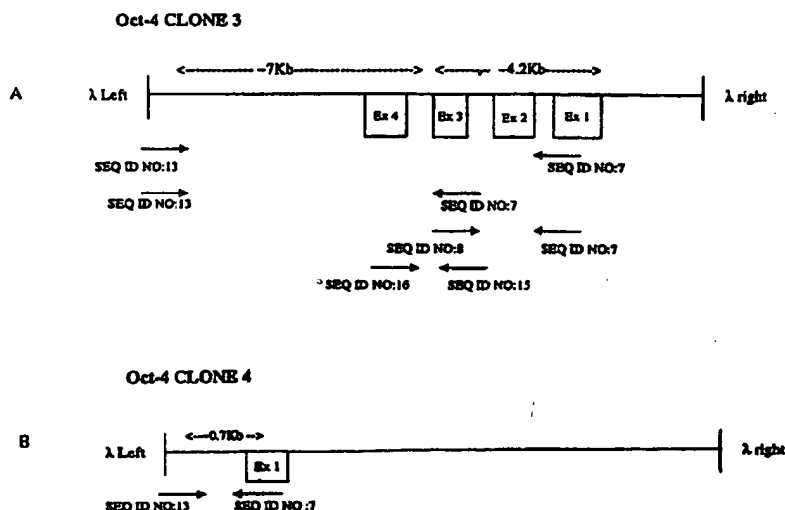 Oct-4 CLONE 3
~7Kb ~4.2Kb
A λ Left λ right
Ex 4 Ex 3 Ex 2 Ex 1
SEQ ID NO:13 SEQ ID NO:7
SEQ ID NO:13 SEQ ID NO:7
SEQ ID NO:8 SEQ ID NO:7
SEQ ID NO:16 SEQ ID NO:15
Oct-4 CLONE 4
B 0.7Kb
λ Left λ right
Ex 1
SEQ ID NO:13 SEQ ID NO:7